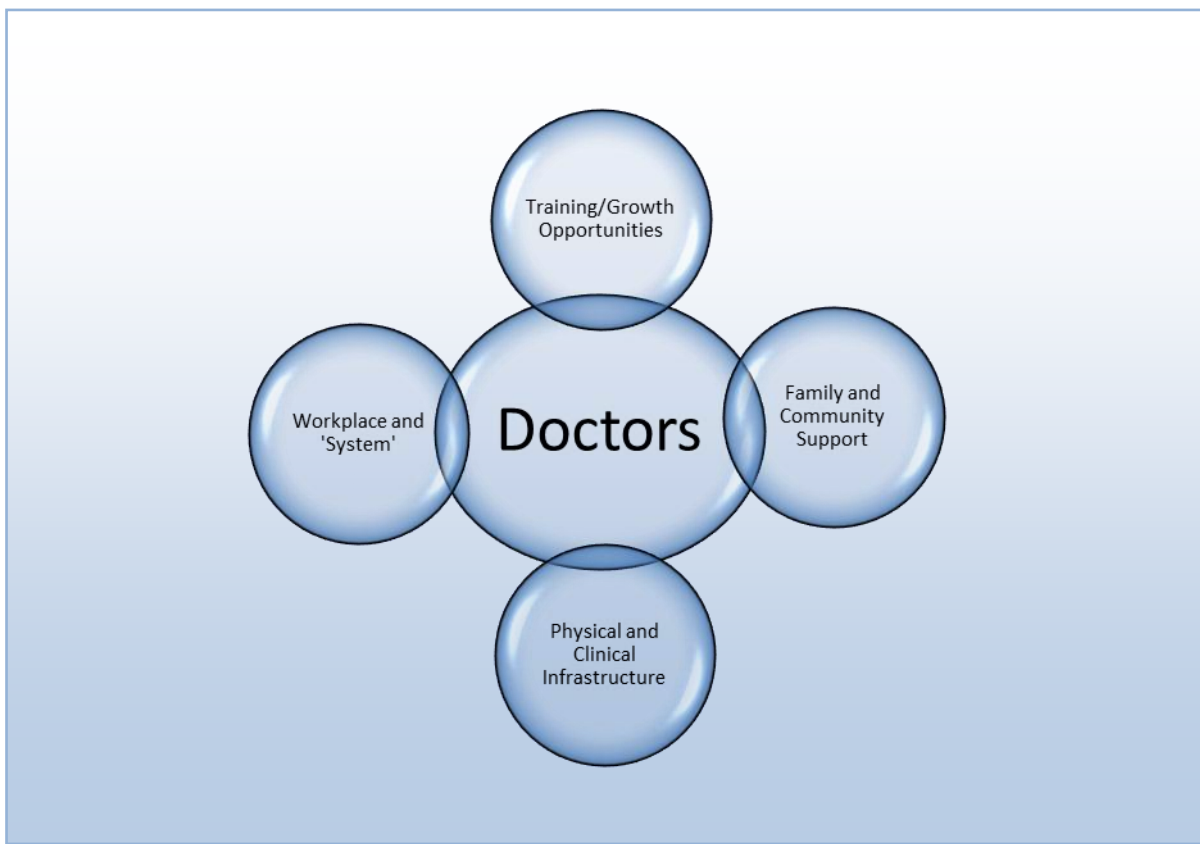 Training/Growth
Opportunities
Workplace and
'System'
Doctors
Family and
Community
Support
Physical and
Clinical
Infrastructure